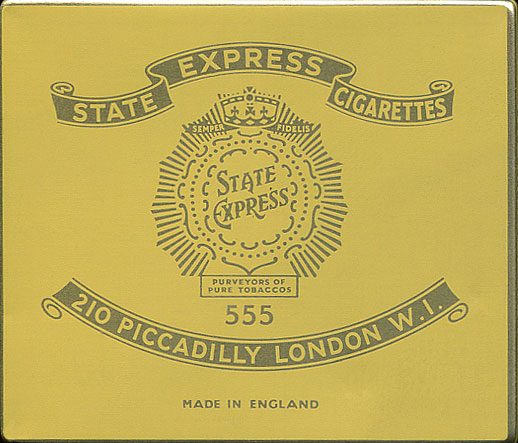 STATE EXPRESS CIGARETTES
SEMPER FIDELIS
STATE
EXPRESS
PURVEYORS OF
PURE TOBACCOS
555
210 PICCADILLY LONDON W.I.
MADE IN ENGLAND